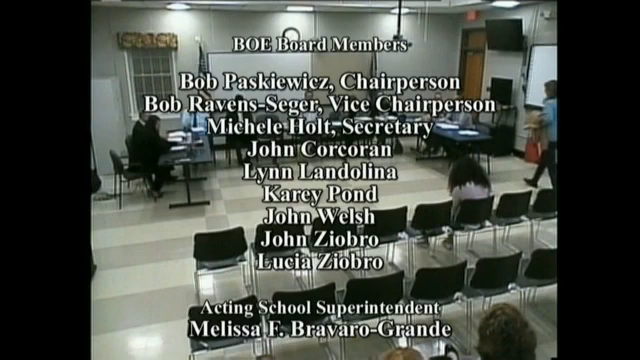 BOE Board Members
Bob Paskiewicz, Chairperson
Bob Ravens-Seger, Vice Chairperson
Michele Holt, Secretary
John Corcoran
Lynn Landolina
Karey Pond
John Welsh
John Ziobro
Lucia Ziobro
Acting School Superintendent
Melissa F. Bravaro-Grande